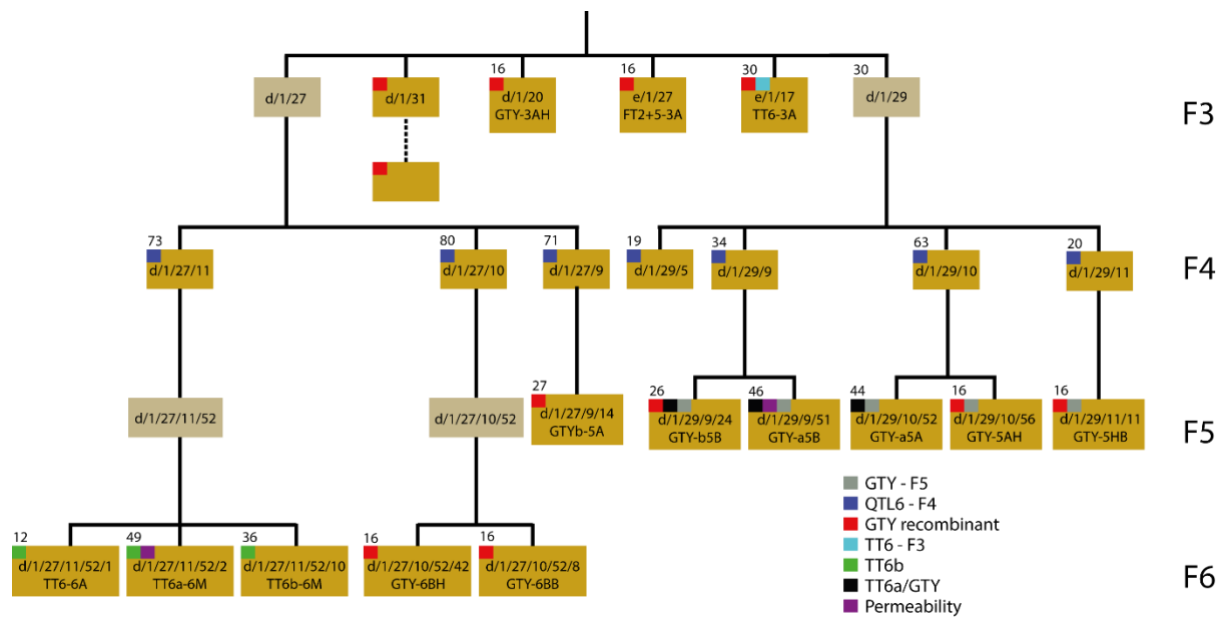 16
16
30
30
d/1/27
d/1/31
d/1/20
GTY-3AH
e/1/27
FT2+5-3A
e/1/17
TT6-3A
d/1/29
F3
73
80
71
19
34
63
20
d/1/27/11
d/1/27/10
d/1/27/9
d/1/29/5
d/1/29/9
d/1/29/10
d/1/29/11
F4
27
26
46
44
16
16
d/1/27/11/52
d/1/27/10/52
d/1/27/9/14
GTYb-5A
d/1/29/9/24
GTY-b5B
d/1/29/9/51
GTY-a5B
d/1/29/10/52
GTY-a5A
d/1/29/10/56
GTY-5AH
d/1/29/11/11
GTY-5HB
F5
GTY - F5
QTL6 - F4
GTY recombinant
TT6 - F3
TT6b
TT6a/GTY
Permeability
12
49
36
16
16
d/1/27/11/52/1
TT6-6A
d/1/27/11/52/2
TT6a-6M
d/1/27/11/52/10
TT6b-6M
d/1/27/10/52/42
GTY-6BH
d/1/27/10/52/8
GTY-6BB
F6